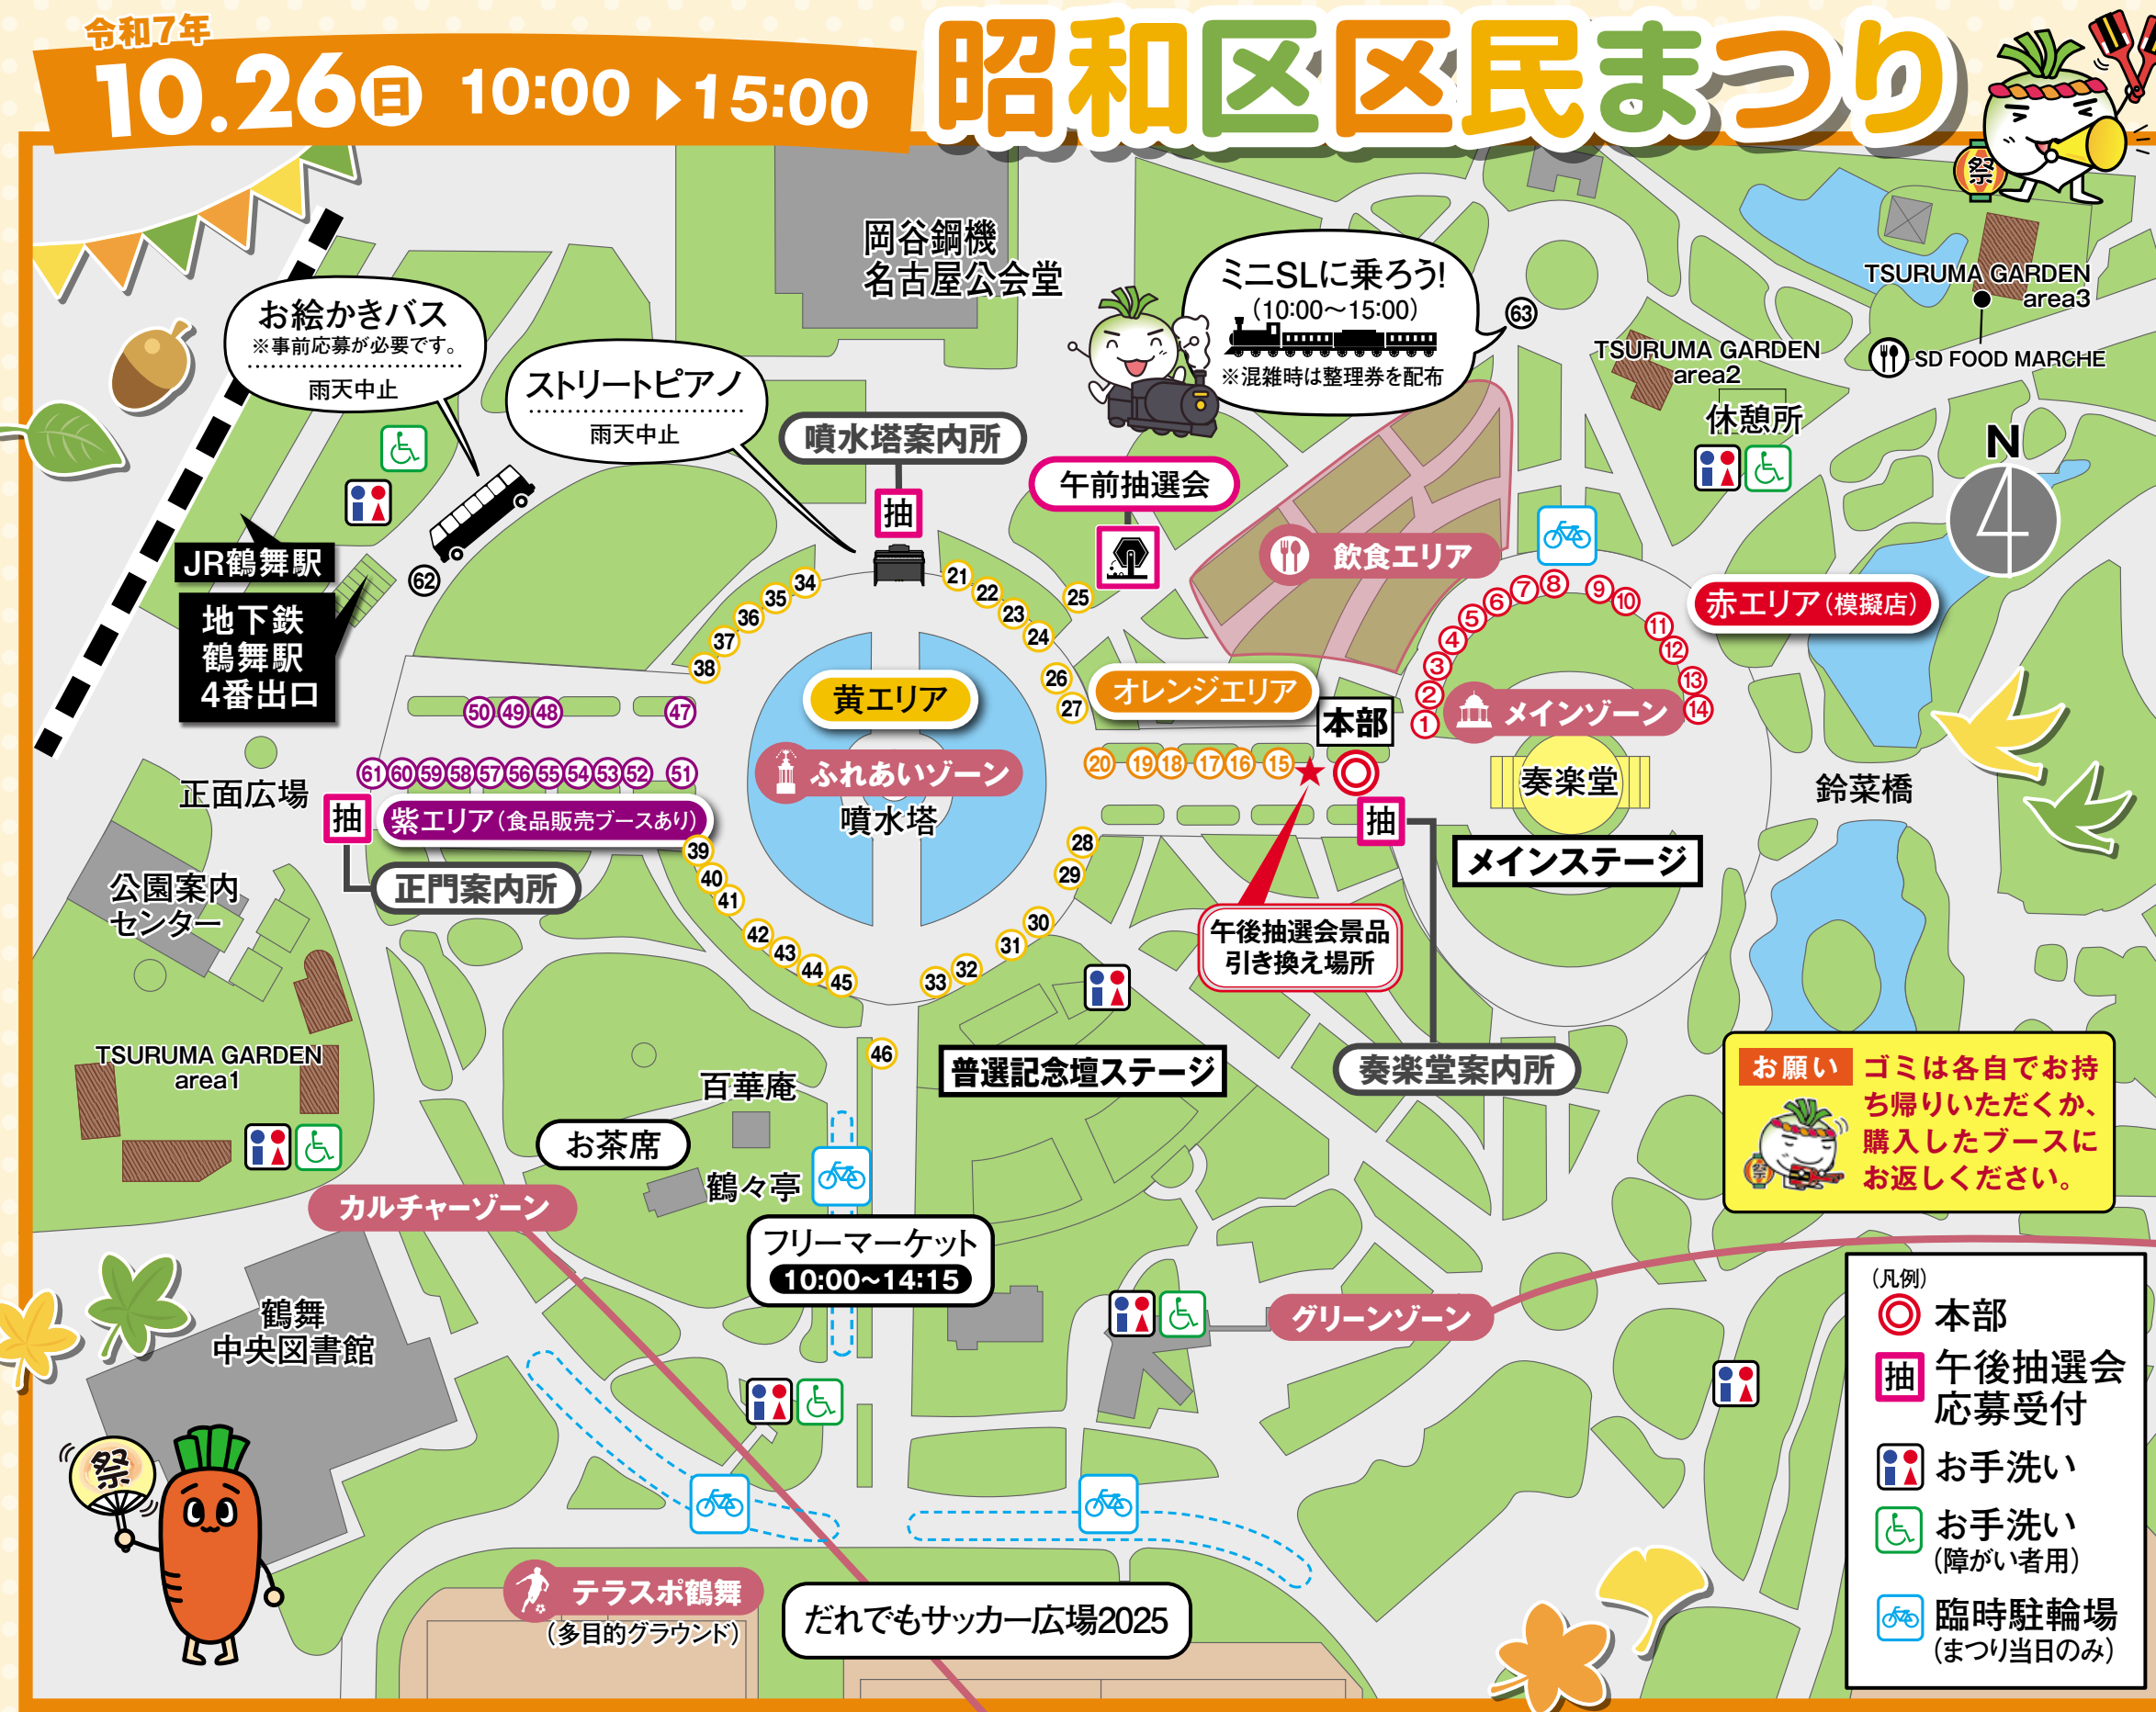 令和7年
10.26日 10:00▶15:00
昭和区区民まつり
祭
岡谷鋼機
名古屋公会堂
ミニSLに乗ろう!
(10:00〜15:00)
※混雑時は整理券を配布
63
TSURUMA GARDEN
area3
SD FOOD MARCHE
TSURUMA GARDEN
area2
休憩所
N
お絵かきバス
※事前応募が必要です。
雨天中止
ストリートピアノ
雨天中止
噴水塔案内所
抽
午前抽選会
飲食エリア
JR鶴舞駅
地下鉄
鶴舞駅
4番出口
62
34
35
36
37
38
21
22
23
24
25
26
27
黄エリア
ふれあいゾーン
噴水塔
オレンジエリア
本部
20 19 18 17 16 15
赤エリア(模擬店)
1 2 3 4 5 6 7 8 9 10 11 12 13 14
メインゾーン
奏楽堂
メインステージ
鈴菜橋
50 49 48 47
61 60 59 58 57 56 55 54 53 52 51
正面広場
抽
紫エリア(食品販売ブースあり)
正門案内所
公園案内
センター
39
40
41
42
43
44
45
28
29
30
31
32
33
46
抽
午後抽選会景品
引き換え場所
奏楽堂案内所
普選記念壇ステージ
TSURUMA GARDEN
area1
百華庵
お茶席
鶴々亭
カルチャーゾーン
フリーマーケット
10:00〜14:15
グリーンゾーン
鶴舞
中央図書館
祭
テラスポ鶴舞
(多目的グラウンド)
だれでもサッカー広場2025
お願い
ゴミは各自でお持
ち帰りいただくか、
購入したブースに
お返しください。
祭
(凡例)
本部
抽 午後抽選会
応募受付
お手洗い
お手洗い
(障がい者用)
臨時駐輪場
(まつり当日のみ)